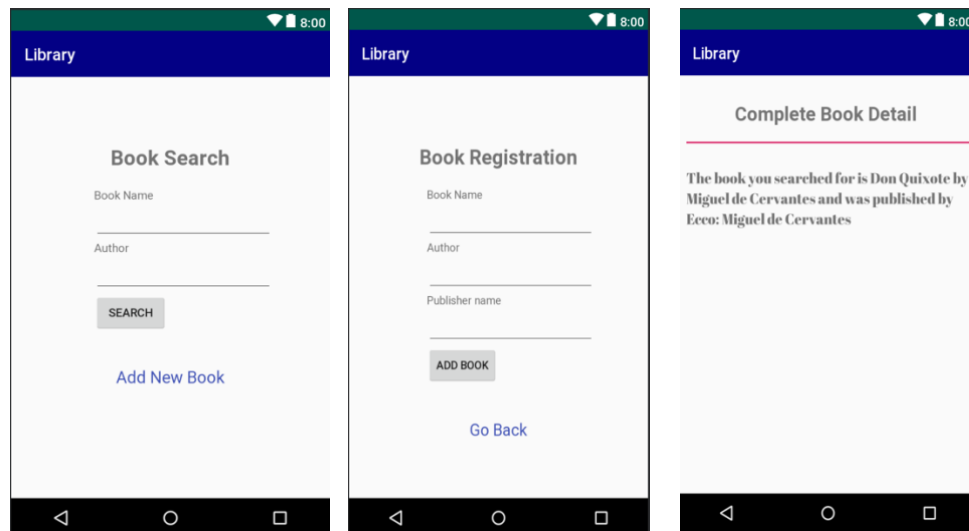 8:00
Library
Book Search
Book Name
Author
SEARCH
Add New Book
8:00
Library
Book Registration
Book Name
Author
Publisher name
ADD BOOK
Go Back
8:00
Library
Complete Book Detail
The book you searched for is Don Quixote by
Miguel de Cervantes and was published by
Ecco: Miguel de Cervantes